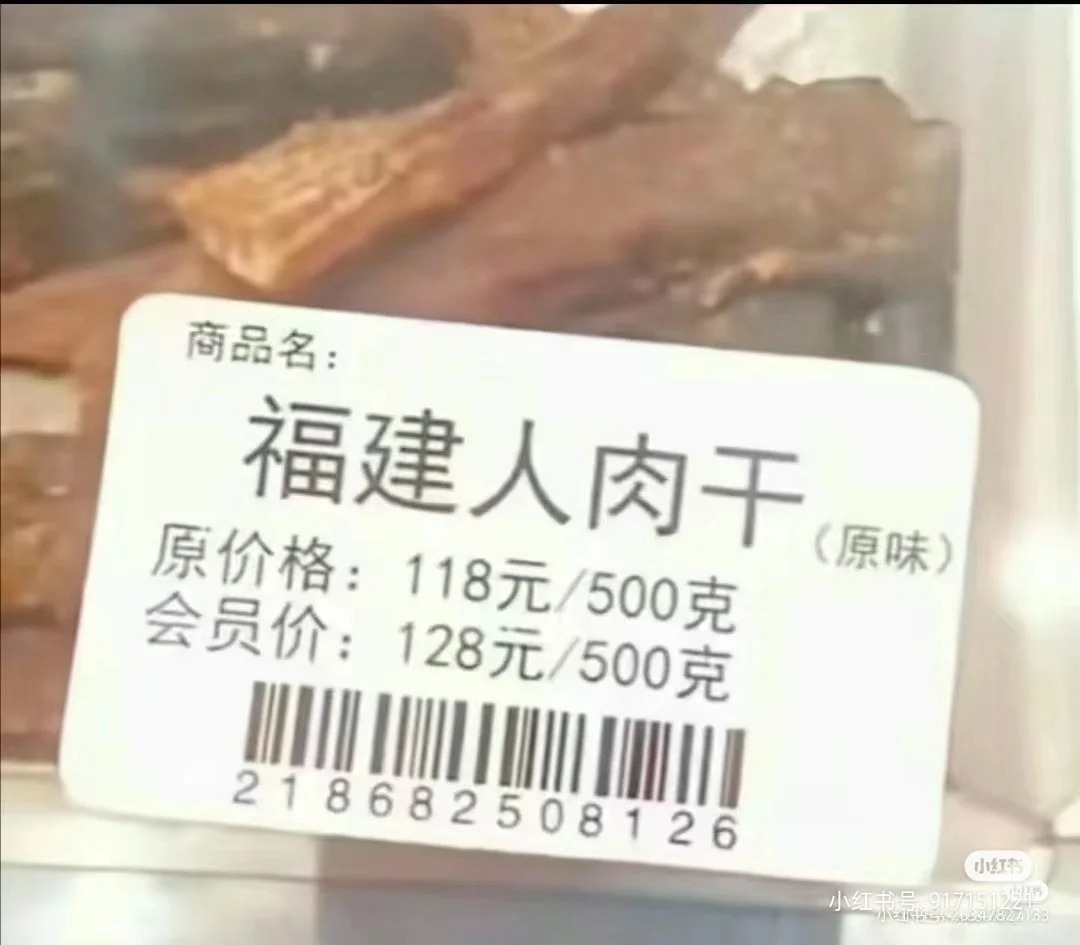 商品名：
福建人肉干（原味）
原价格：118元/500克
会员价：128元/500克
218682508126
小红书
小红书号 917151221